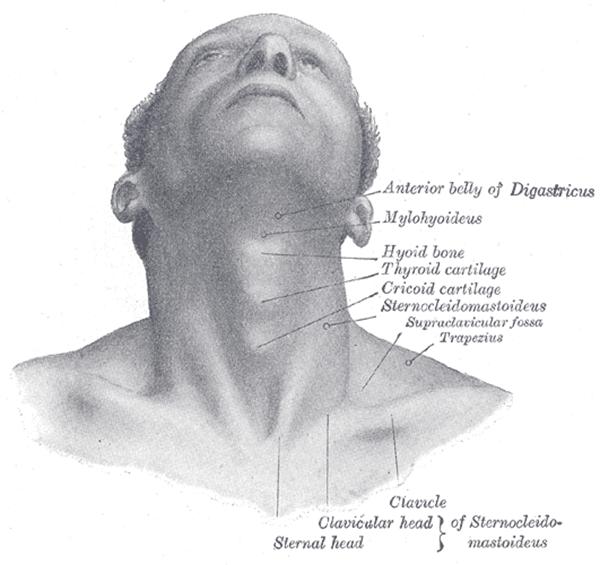 Anterior belly of Digastricus
Mylohyoideus
Hyoid bone
Thyroid cartilage
Cricoid cartilage
Sternocleidomastoideus
Supraclavicular fossa
Trapezius
Clavicle
Clavicular head } of Sternocleido-
Sternal head mastoideus